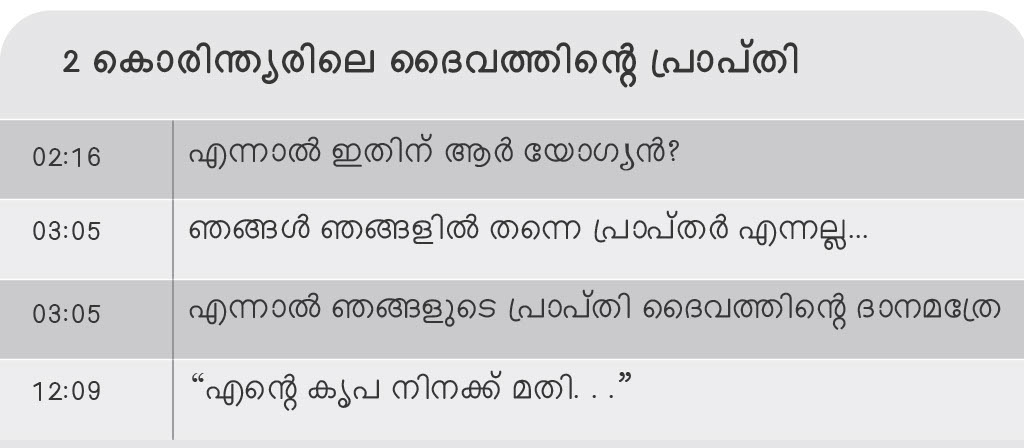 2 കൊരിന്ത്യരിലെ ദൈവത്തിന്റെ പ്രാപ്തി
02:16 എന്നാൽ ഇതിന് ആർ യോഗ്യൻ?
03:05 ഞങ്ങൾ ഞങ്ങളിൽ തന്നെ പ്രാപ്തർ എന്നല്ല...
03:05 എന്നാൽ ഞങ്ങളുടെ പ്രാപ്തി ദൈവത്തിന്റെ ദാനമത്രേ
12:09 “എന്റെ കൃപ നിനക്ക് മതി. . .”